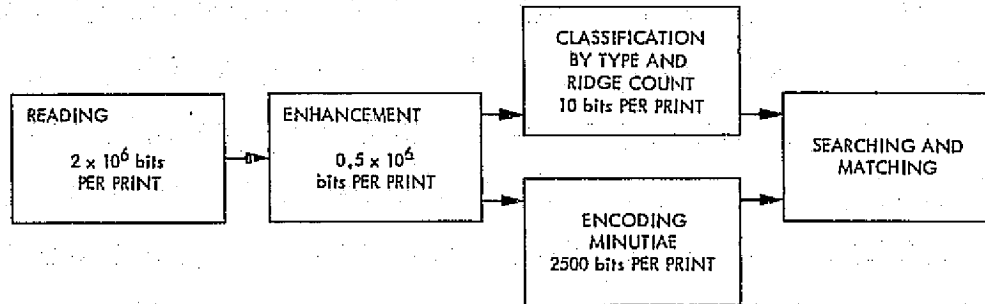 READING
2 x 10⁶ bits
PER PRINT
ENHANCEMENT
0.5 x 10⁶
bits PER PRINT
CLASSIFICATION
BY TYPE AND
RIDGE COUNT
10 bits PER PRINT
ENCODING
MINUTIAE
2500 bits PER PRINT
SEARCHING AND
MATCHING